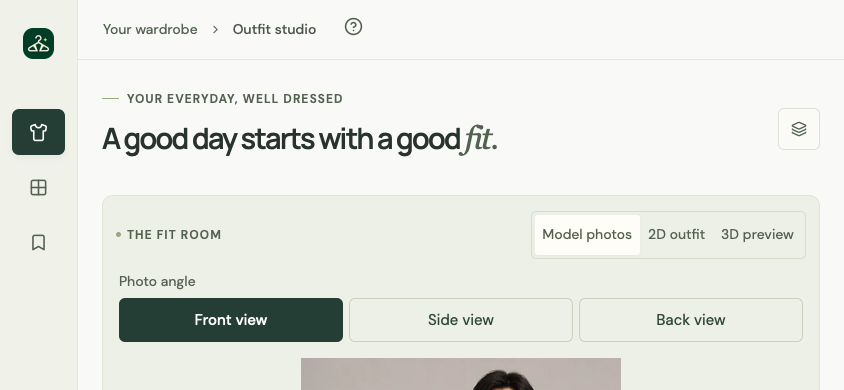 Your wardrobe > Outfit studio
YOUR EVERYDAY, WELL DRESSED
A good day starts with a good fit.
THE FIT ROOM
Model photos 2D outfit 3D preview
Photo angle
Front view Side view Back view